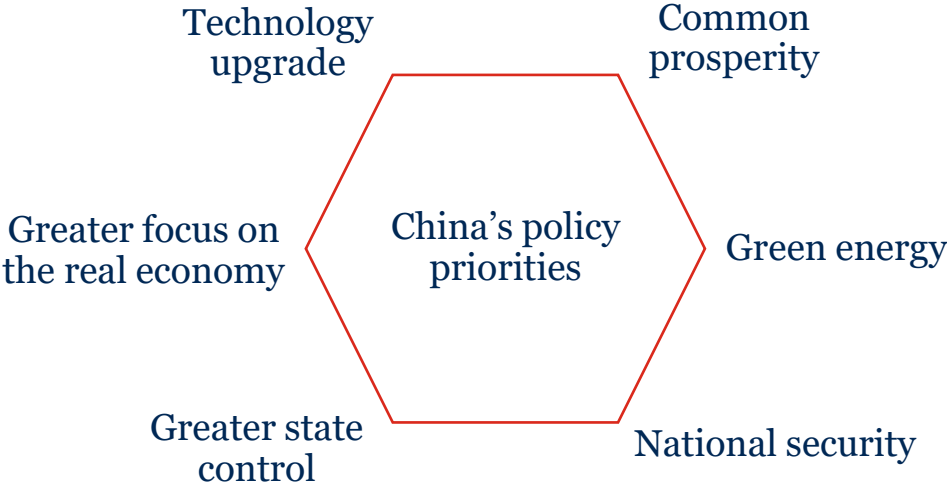 Technology
upgrade
Common
prosperity
Greater focus on
the real economy
China’s policy
priorities
Green energy
Greater state
control
National security